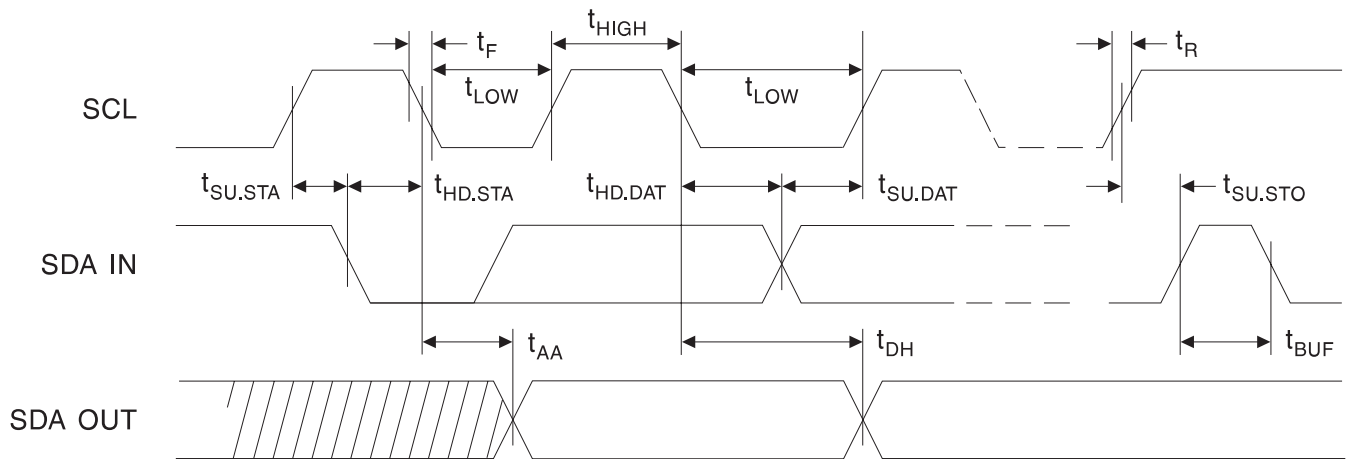 t_HIGH
t_F
t_R
t_LOW
t_LOW
SCL
t_SU.STA
t_HD.STA
t_HD.DAT
t_SU.DAT
t_SU.STO
SDA IN
t_AA
t_DH
t_BUF
SDA OUT